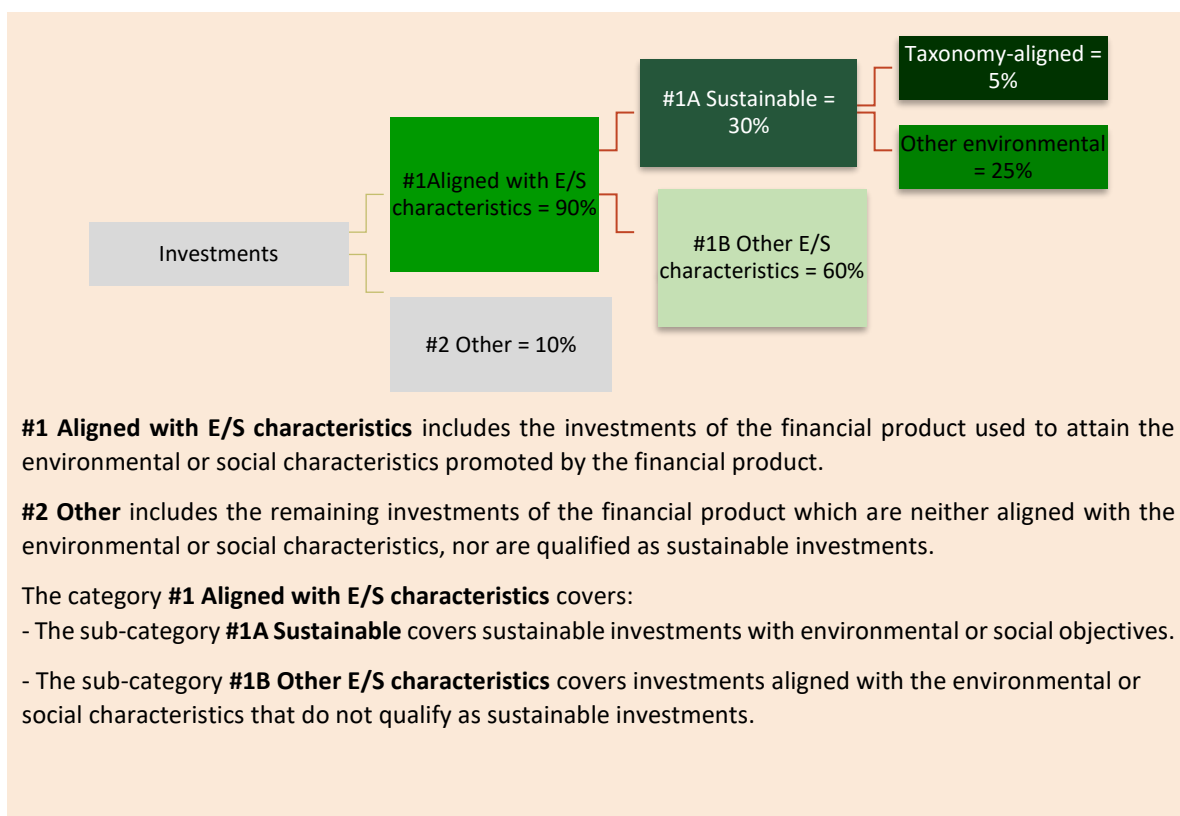 Taxonomy-aligned =
5%
#1A Sustainable =
30%
Other environmental
= 25%
#1Aligned with E/S
characteristics = 90%
#1B Other E/S
characteristics = 60%
Investments
#2 Other = 10%
#1 Aligned with E/S characteristics includes the investments of the financial product used to attain the
environmental or social characteristics promoted by the financial product.
#2 Other includes the remaining investments of the financial product which are neither aligned with the
environmental or social characteristics, nor are qualified as sustainable investments.
The category #1 Aligned with E/S characteristics covers:
- The sub-category #1A Sustainable covers sustainable investments with environmental or social objectives.
- The sub-category #1B Other E/S characteristics covers investments aligned with the environmental or
social characteristics that do not qualify as sustainable investments.